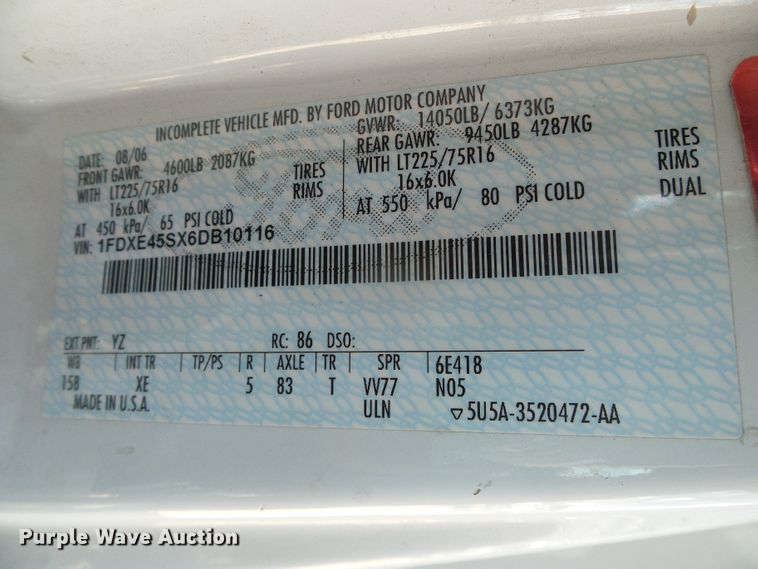 INCOMPLETE VEHICLE MFD. BY FORD MOTOR COMPANY
DATE: 08/06 GVWR: 14050LB/ 6373KG
FRONT GAWR: 4600LB 2087KG REAR GAWR: 9450LB 4287KG
WITH LT225/75R16 TIRES WITH LT225/75R16 TIRES
16x6.0K RIMS 16x6.0K RIMS
AT 450 kPa/ 65 PSI COLD AT 550 kPa/ 80 PSI COLD DUAL
VIN: 1FDXE45SX6DB10116
EXT PNT: YZ RC: 86 DSO:
WB INT TR TP/PS R AXLE TR SPR 6E418
158 XE 5 83 T VV77 N05
MADE IN U.S.A. ULN ▽5U5A-3520472-AA
Purple Wave Auction